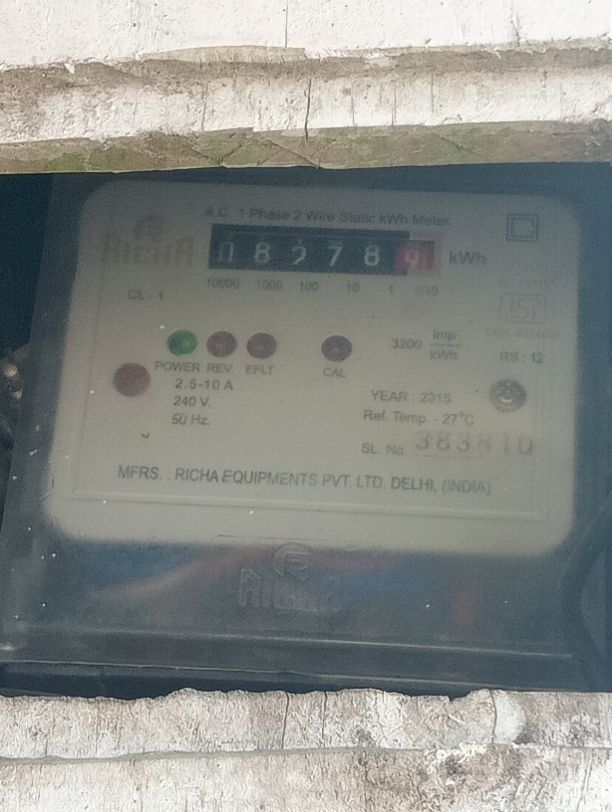 A.C. 1 Phase 2 Wire Static kWh Meter.
RICHA
0 8 2 7 8 9 kWh
10000 1000 100 10 1 1/10
CL - 1
ISI
3200 imp/kWh
RS : 12
POWER REV. EFLT CAL
2.5-10 A
240 V.
50 Hz.
YEAR : 2015
Ref. Temp. - 27°C
SL. No. 383810
MFRS. : RICHA EQUIPMENTS PVT. LTD. DELHI, (INDIA)
RICHA